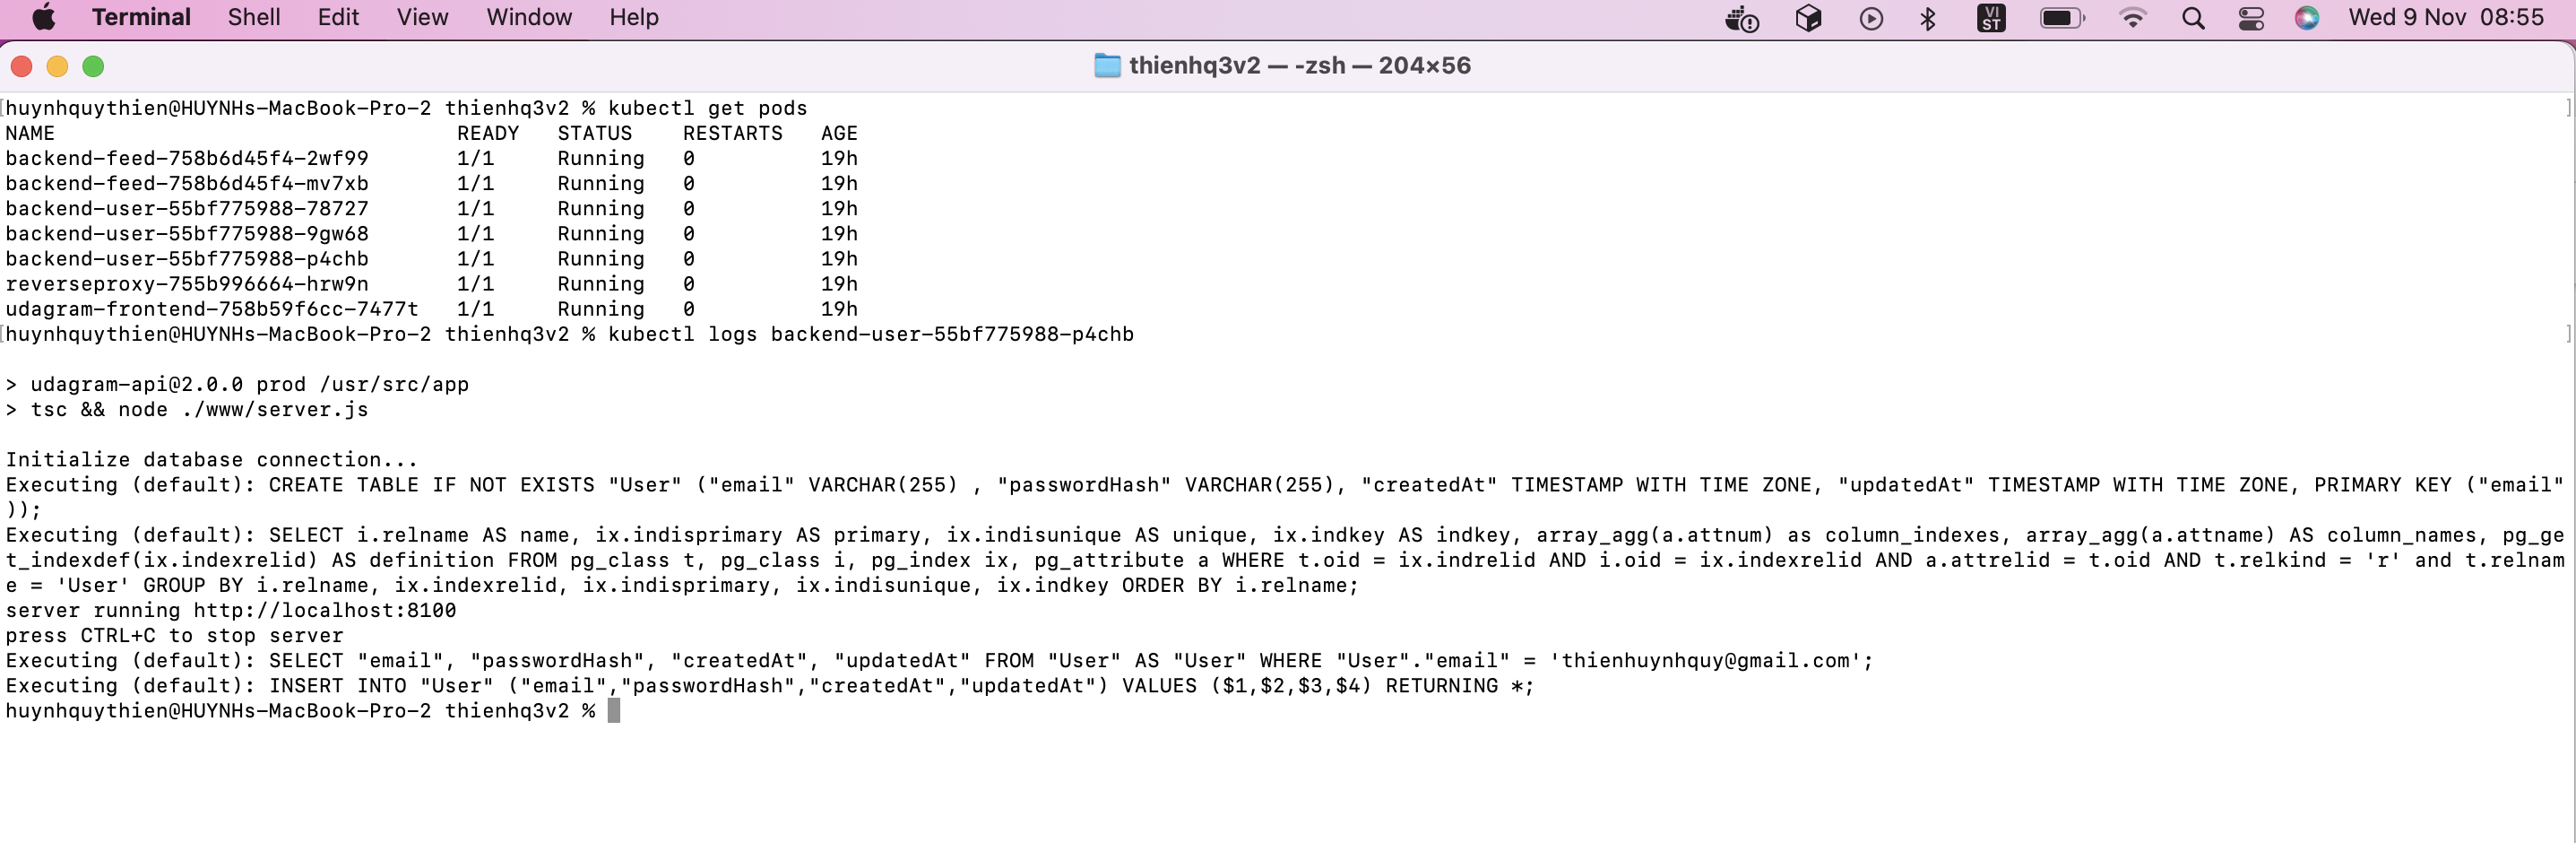 Terminal Shell Edit View Window Help VI ST Wed 9 Nov 08:55
thienhq3v2 — -zsh — 204×56
[huynhquythien@HUYNHs-MacBook-Pro-2 thienhq3v2 % kubectl get pods ]
NAME READY STATUS RESTARTS AGE
backend-feed-758b6d45f4-2wf99 1/1 Running 0 19h
backend-feed-758b6d45f4-mv7xb 1/1 Running 0 19h
backend-user-55bf775988-78727 1/1 Running 0 19h
backend-user-55bf775988-9gw68 1/1 Running 0 19h
backend-user-55bf775988-p4chb 1/1 Running 0 19h
reverseproxy-755b996664-hrw9n 1/1 Running 0 19h
udagram-frontend-758b59f6cc-7477t 1/1 Running 0 19h
[huynhquythien@HUYNHs-MacBook-Pro-2 thienhq3v2 % kubectl logs backend-user-55bf775988-p4chb ]
> udagram-api@2.0.0 prod /usr/src/app
> tsc && node ./www/server.js
Initialize database connection...
Executing (default): CREATE TABLE IF NOT EXISTS "User" ("email" VARCHAR(255) , "passwordHash" VARCHAR(255), "createdAt" TIMESTAMP WITH TIME ZONE, "updatedAt" TIMESTAMP WITH TIME ZONE, PRIMARY KEY ("email"
));
Executing (default): SELECT i.relname AS name, ix.indisprimary AS primary, ix.indisunique AS unique, ix.indkey AS indkey, array_agg(a.attnum) as column_indexes, array_agg(a.attname) AS column_names, pg_ge
t_indexdef(ix.indexrelid) AS definition FROM pg_class t, pg_class i, pg_index ix, pg_attribute a WHERE t.oid = ix.indrelid AND i.oid = ix.indexrelid AND a.attrelid = t.oid AND t.relkind = 'r' and t.relnam
e = 'User' GROUP BY i.relname, ix.indexrelid, ix.indisprimary, ix.indisunique, ix.indkey ORDER BY i.relname;
server running http://localhost:8100
press CTRL+C to stop server
Executing (default): SELECT "email", "passwordHash", "createdAt", "updatedAt" FROM "User" AS "User" WHERE "User"."email" = 'thienhuynhquy@gmail.com';
Executing (default): INSERT INTO "User" ("email","passwordHash","createdAt","updatedAt") VALUES ($1,$2,$3,$4) RETURNING *;
huynhquythien@HUYNHs-MacBook-Pro-2 thienhq3v2 %